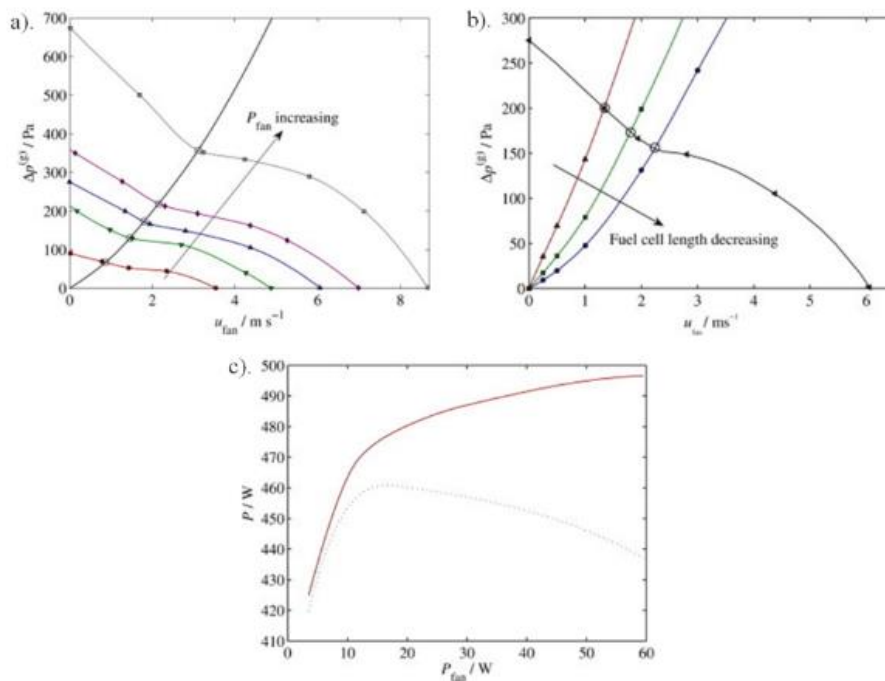 a).
700
600
500
400
300
200
100
0
Δp⁽ᵍ⁾ / Pa
P_fan increasing
0 2 4 6 8
u_fan / m s⁻¹
b).
300
250
200
150
100
50
0
Δp⁽ᵍ⁾ / Pa
Fuel cell length decreasing
0 1 2 3 4 5 6
u_fan / ms⁻¹
c).
500
490
480
470
460
450
440
430
420
410
P / W
0 10 20 30 40 50 60
P_fan / W